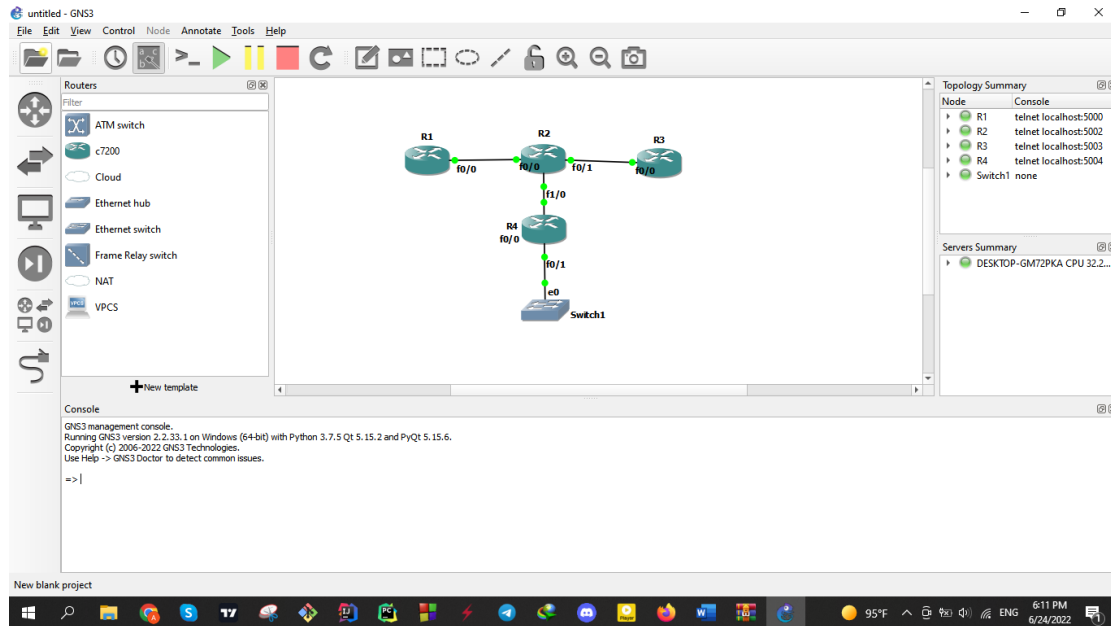 untitled - GNS3
File Edit View Control Node Annotate Tools Help
Routers
Filter
ATM switch
c7200
Cloud
Ethernet hub
Ethernet switch
Frame Relay switch
NAT
VPCS
New template
R1
f0/0
R2
f0/0
f0/1
R3
f0/0
f1/0
R4
f0/0
f0/1
e0
Switch1
Topology Summary
Node Console
R1 telnet localhost:5000
R2 telnet localhost:5002
R3 telnet localhost:5003
R4 telnet localhost:5004
Switch1 none
Servers Summary
DESKTOP-GM72PKA CPU 32.2...
Console
GNS3 management console.
Running GNS3 version 2.2.33.1 on Windows (64-bit) with Python 3.7.5 Qt 5.15.2 and PyQt 5.15.6.
Copyright (c) 2006-2022 GNS3 Technologies.
Use Help -> GNS3 Doctor to detect common issues.
=>
New blank project
95°F
ENG
6:11 PM
6/24/2022